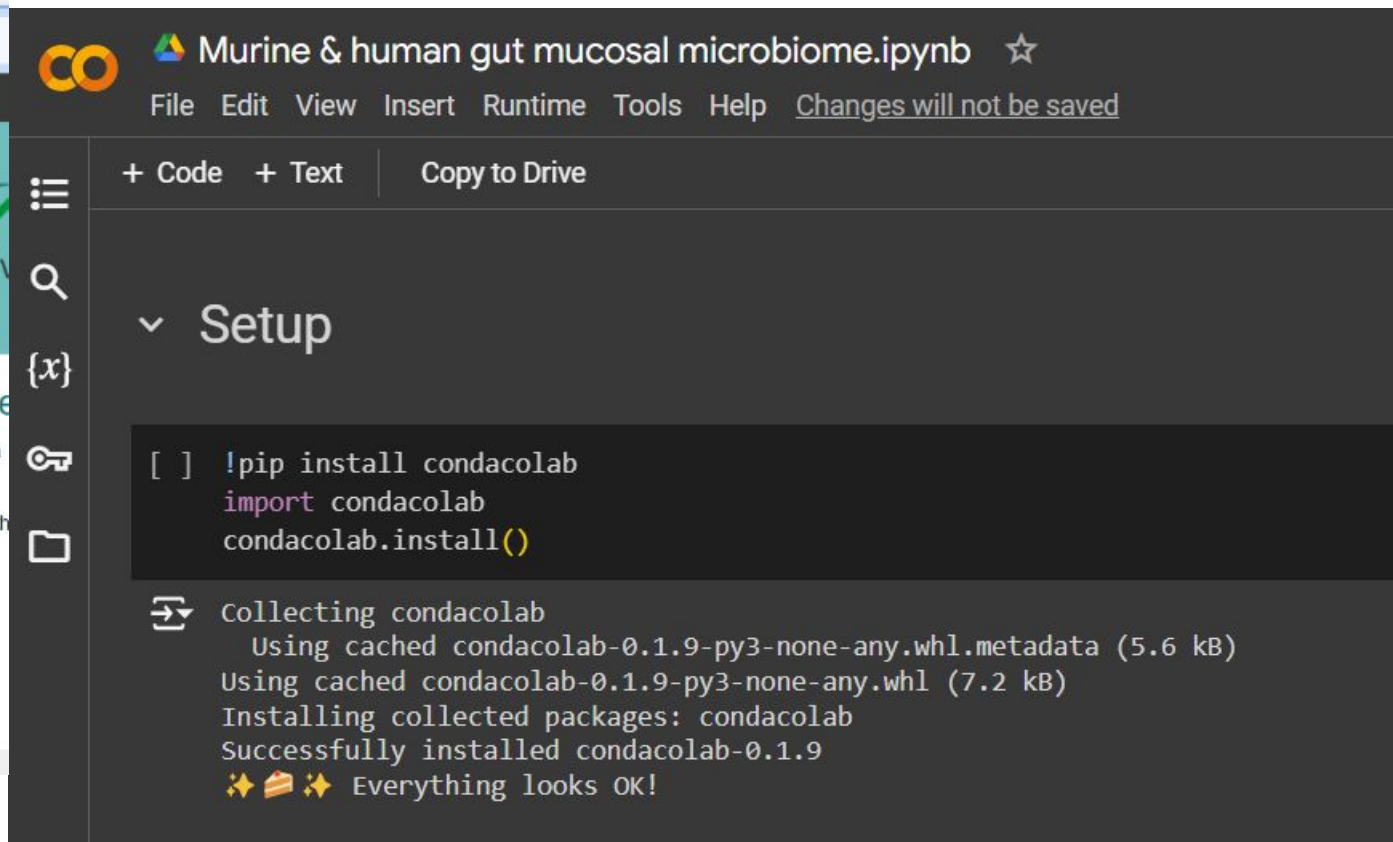 Murine & human gut mucosal microbiome.ipynb
File Edit View Insert Runtime Tools Help Changes will not be saved
+ Code + Text Copy to Drive
Setup
{x}
[ ] !pip install condacolab
import condacolab
condacolab.install()
Collecting condacolab
Using cached condacolab-0.1.9-py3-none-any.whl.metadata (5.6 kB)
Using cached condacolab-0.1.9-py3-none-any.whl (7.2 kB)
Installing collected packages: condacolab
Successfully installed condacolab-0.1.9
✨🍰✨ Everything looks OK!